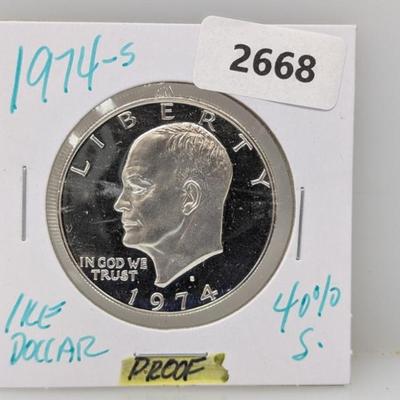 1974-S
2668
LIBERTY
IN GOD WE
TRUST
S
1974
IKE
DOLLAR
40%
S.
PROOF